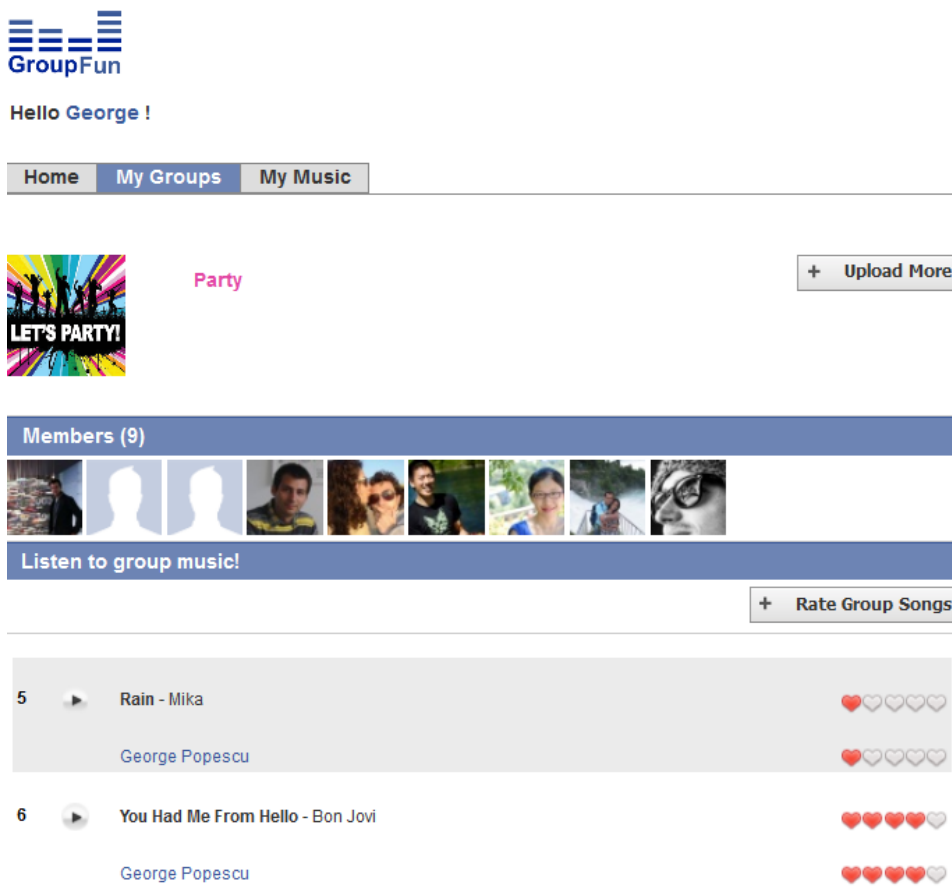 GroupFun
Hello George !
Home My Groups My Music
Party
+ Upload More
LET'S PARTY!
Members (9)
Listen to group music!
+ Rate Group Songs
5 Rain - Mika
George Popescu
6 You Had Me From Hello - Bon Jovi
George Popescu